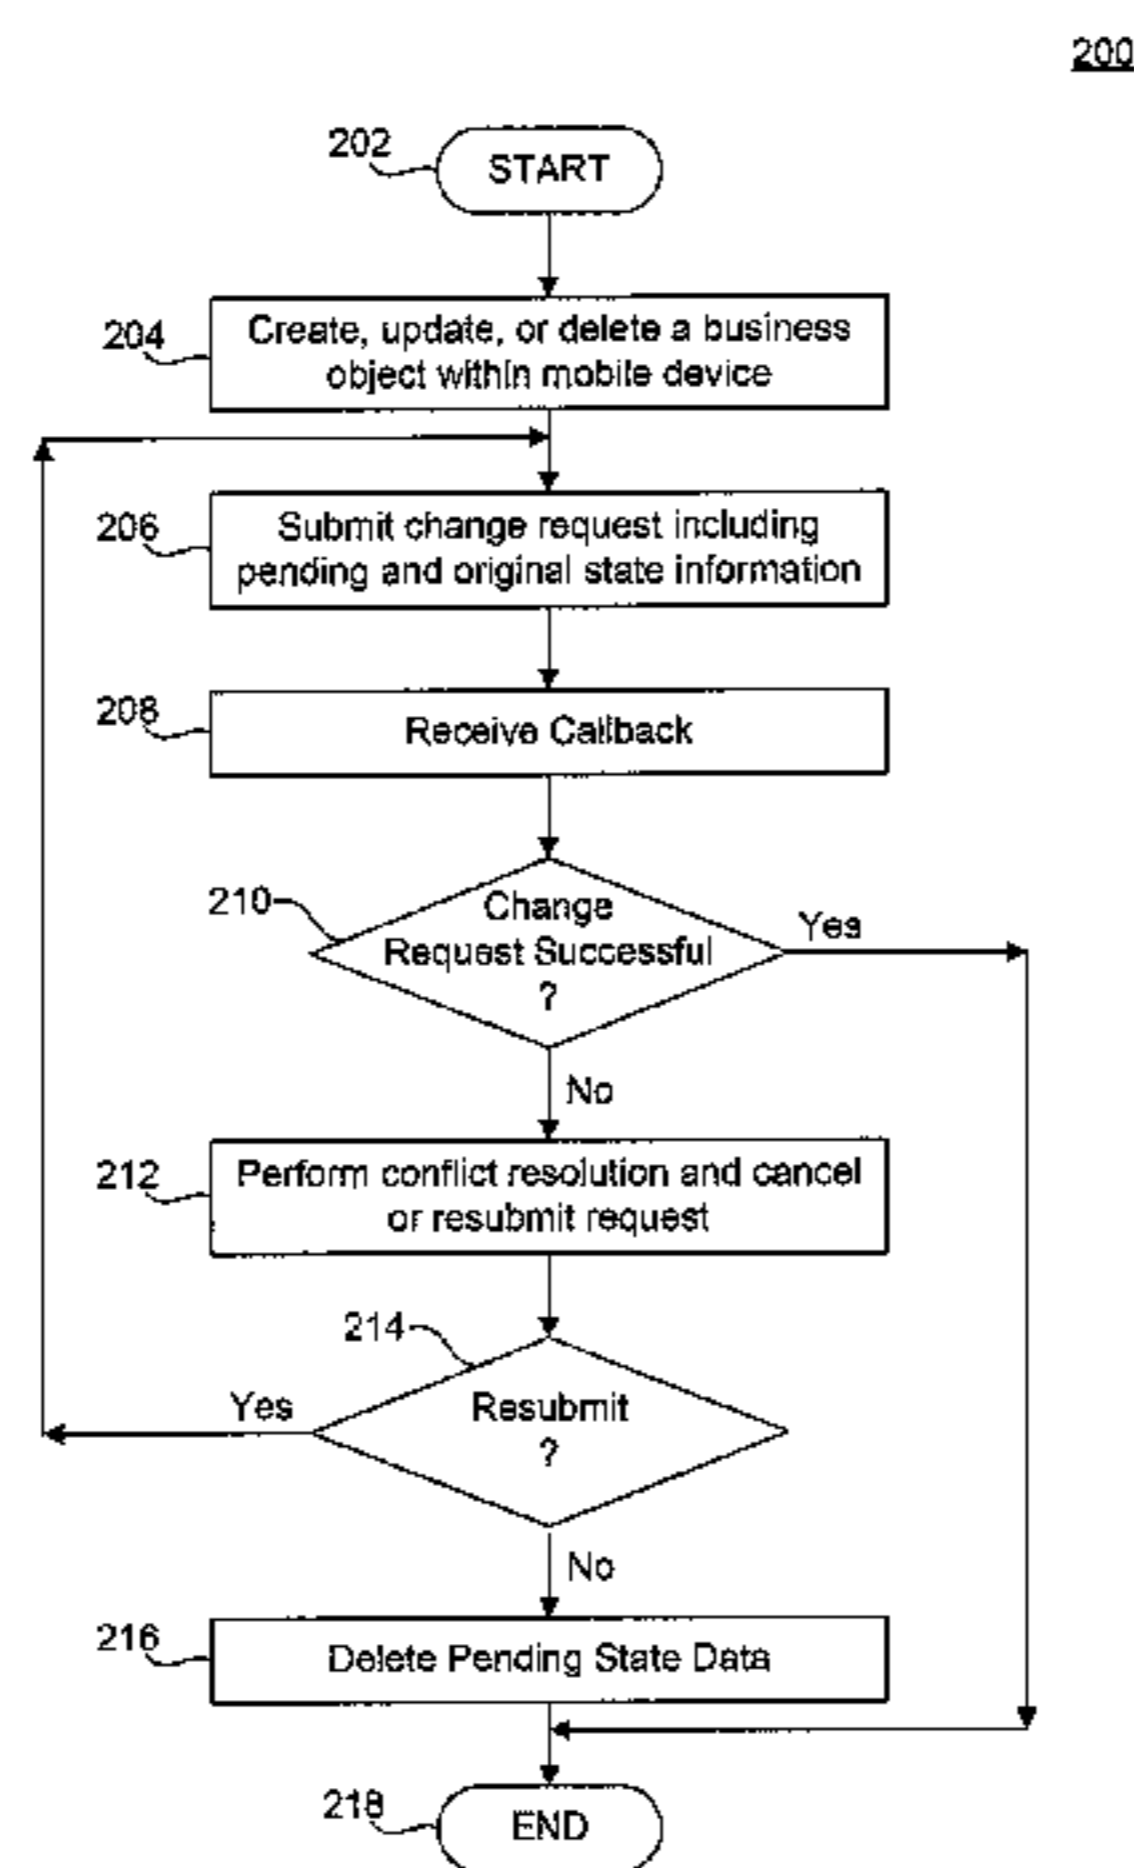 200
202
START
204
Create, update, or delete a business
object within mobile device
206
Submit change request including
pending and original state information
208
Receive Callback
210
Change
Request Successful
?
Yes
No
212
Perform conflict resolution and cancel
or resubmit request
214
Resubmit
?
Yes
No
216
Delete Pending State Data
218
END